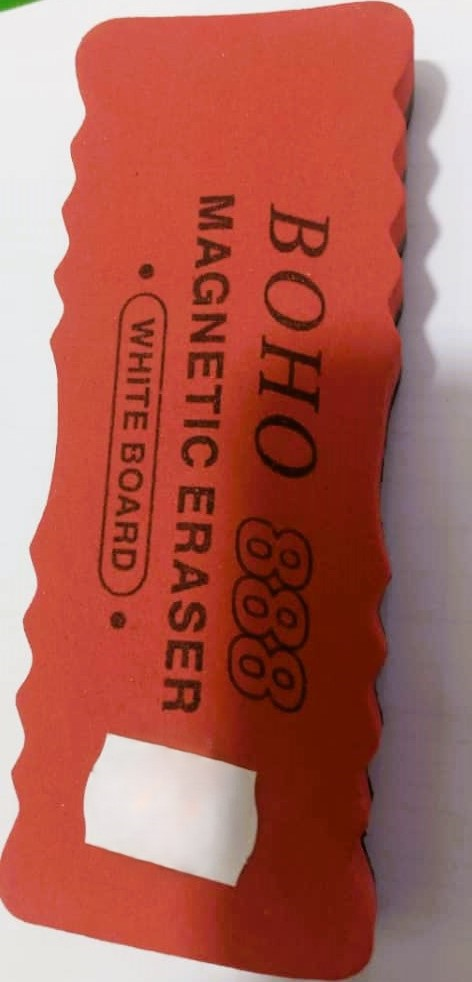 BOHO 888
MAGNETIC ERASER
WHITE BOARD